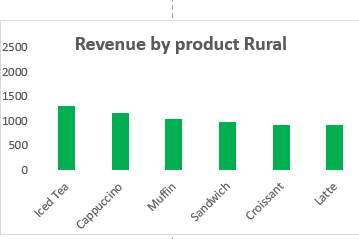 Revenue by product Rural
2500
2000
1500
1000
500
0
Iced Tea
Cappuccino
Muffin
Sandwich
Croissant
Latte